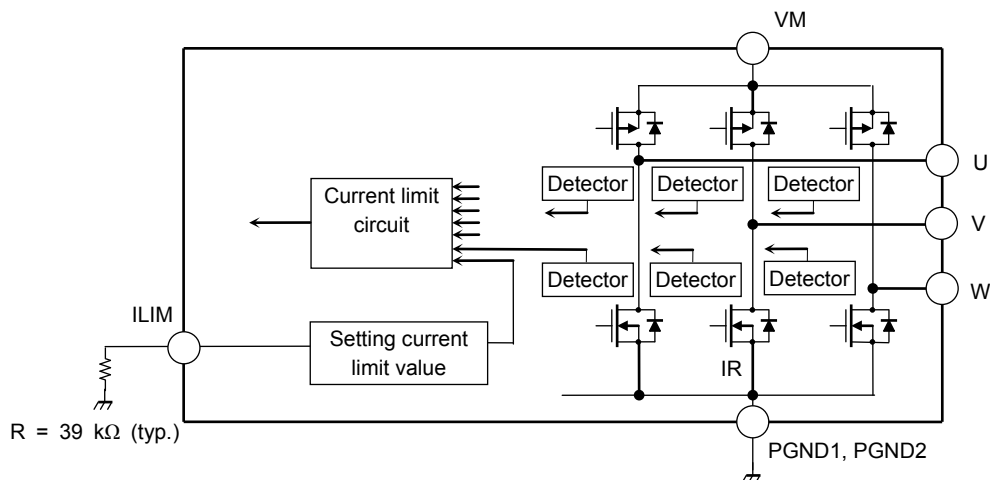 VM
U
Detector
Detector
Detector
Current limit
circuit
V
Detector
Detector
Detector
W
ILIM
Setting current
limit value
IR
R = 39 kΩ (typ.)
PGND1, PGND2